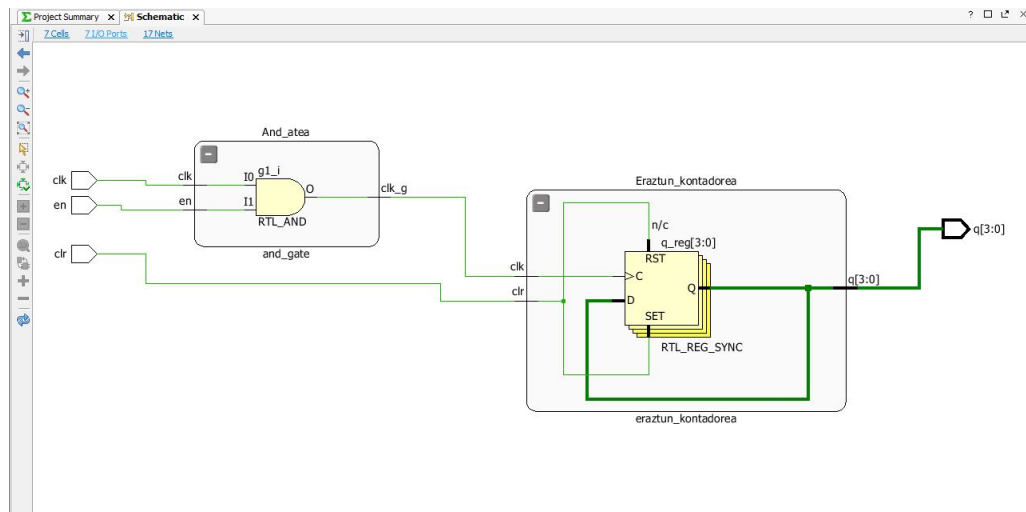 Project Summary
Schematic
7 Cells
7 I/O Ports
17 Nets
And_atea
g1_i
clk
clk
I0
O
clk_g
en
en
I1
RTL_AND
and_gate
clr
Eraztun_kontadorea
n/c
q_reg[3:0]
RST
clk
C
clr
D
Q
SET
RTL_REG_SYNC
q[3:0]
q[3:0]
eraztun_kontadorea